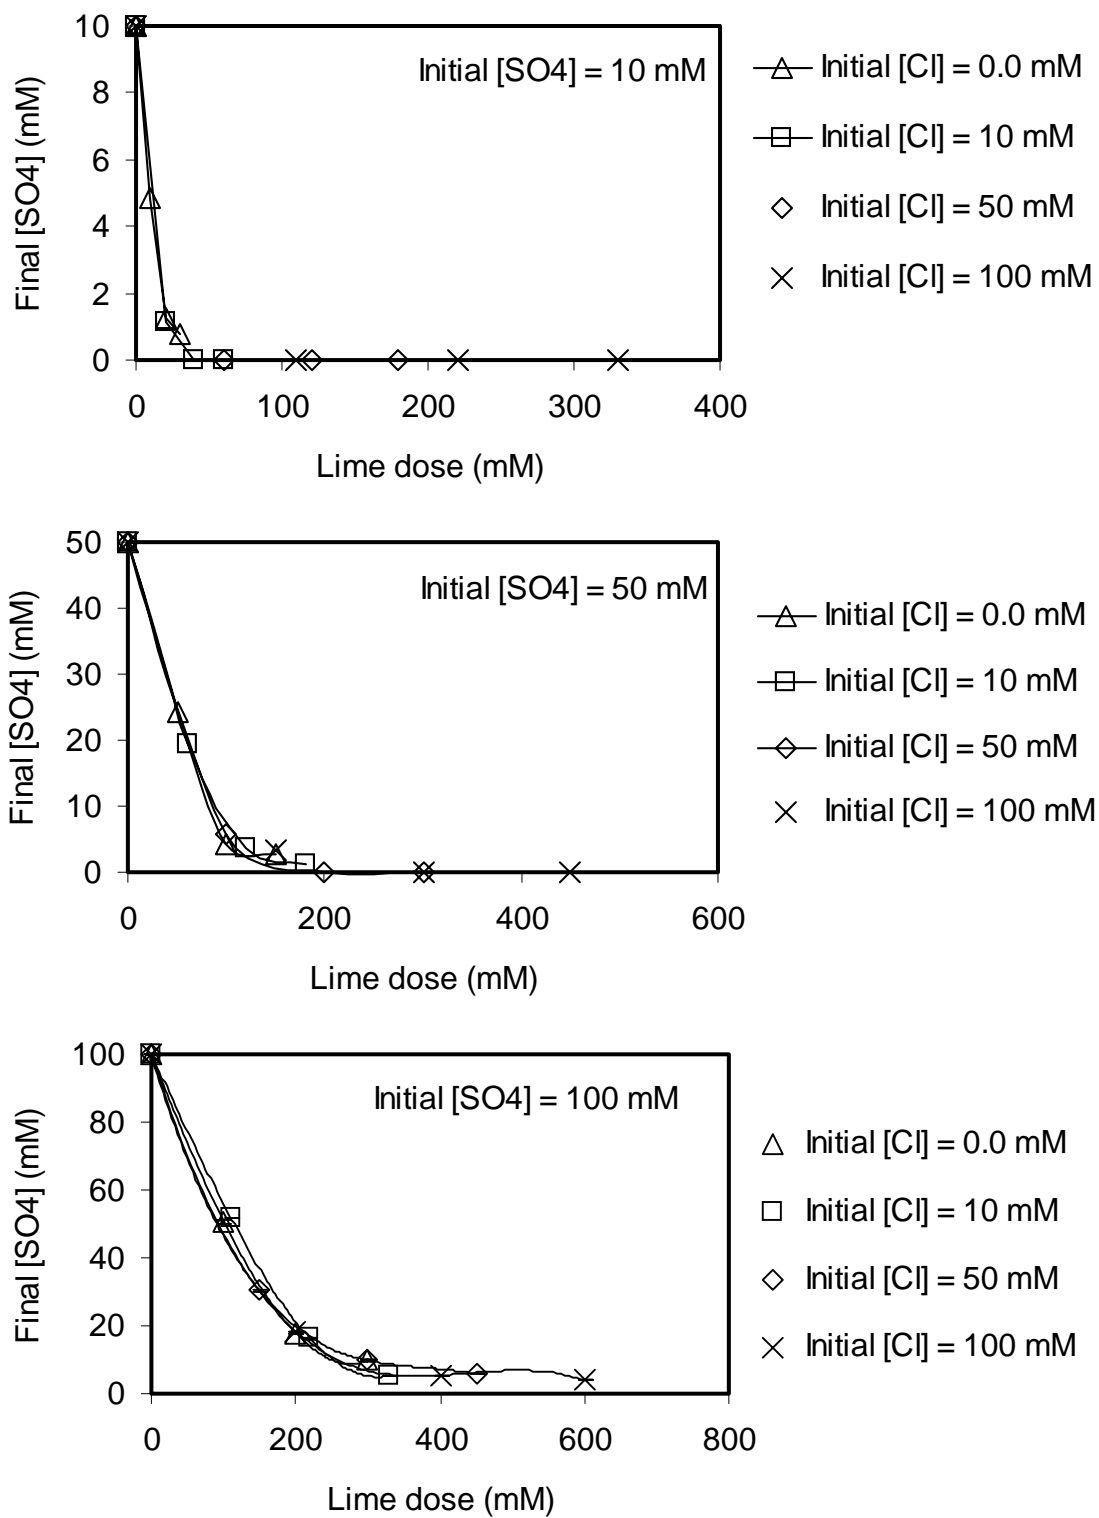 10
8
6
4
2
0
Final [SO4] (mM)
Initial [SO4] = 10 mM
0 100 200 300 400
Lime dose (mM)
Initial [Cl] = 0.0 mM
Initial [Cl] = 10 mM
Initial [Cl] = 50 mM
Initial [Cl] = 100 mM
50
40
30
20
10
0
Final [SO4] (mM)
Initial [SO4] = 50 mM
0 200 400 600
Lime dose (mM)
Initial [Cl] = 0.0 mM
Initial [Cl] = 10 mM
Initial [Cl] = 50 mM
Initial [Cl] = 100 mM
100
80
60
40
20
0
Final [SO4] (mM)
Initial [SO4] = 100 mM
0 200 400 600 800
Lime dose (mM)
Initial [Cl] = 0.0 mM
Initial [Cl] = 10 mM
Initial [Cl] = 50 mM
Initial [Cl] = 100 mM